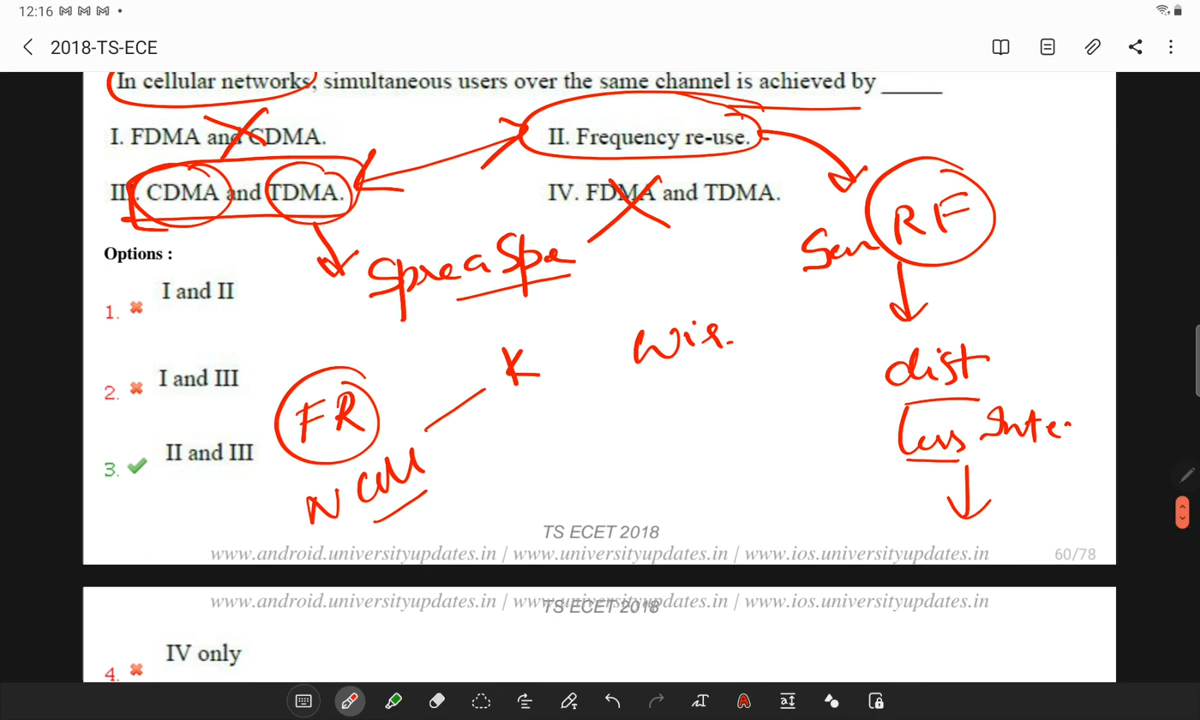 12:16
2018-TS-ECE
In cellular networks, simultaneous users over the same channel is achieved by ______
I. FDMA and CDMA.
II. Frequency re-use.
III. CDMA and TDMA.
IV. FDMA and TDMA.
RF
Options :
I and II
1.
dist
I and III
2.
K
FR
Less Inte.
II and III
3.
N
TS ECET 2018
www.android.universityupdates.in / www.universityupdates.in / www.ios.universityupdates.in
60/78
www.android.universityupdates.in / www.universityupdates.in / www.ios.universityupdates.in
TS ECET 2018
IV only
4.